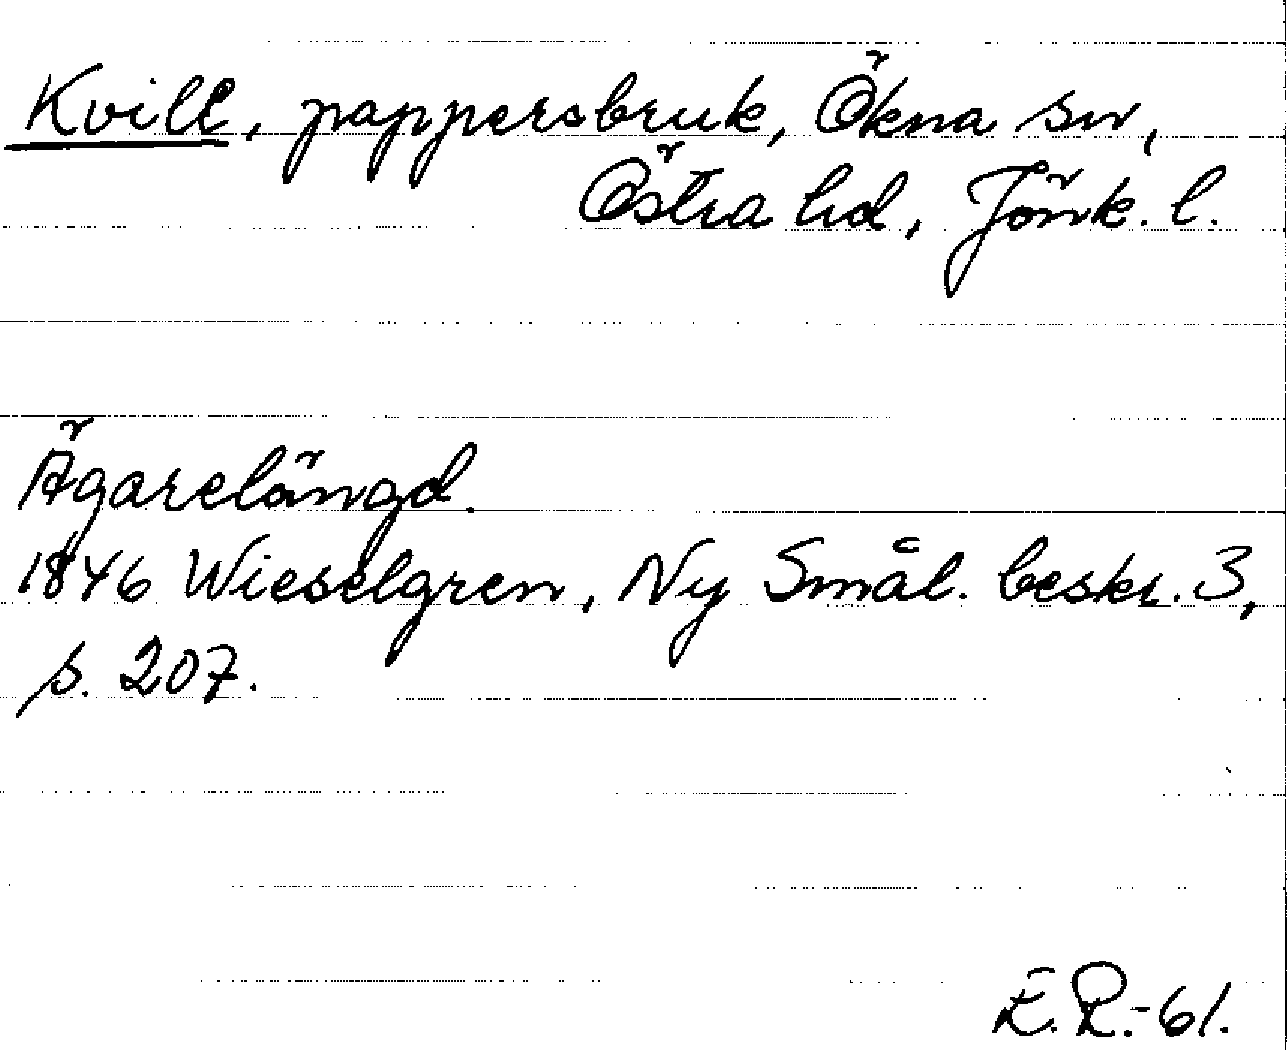 Kvill, pappersbruk, Ökna sn,
Östra hd, Jönk. l.
Ägarelängd.
1846 Wieselgren, Ny Smål. beskr. 3,
s. 207.
E.R.-61.